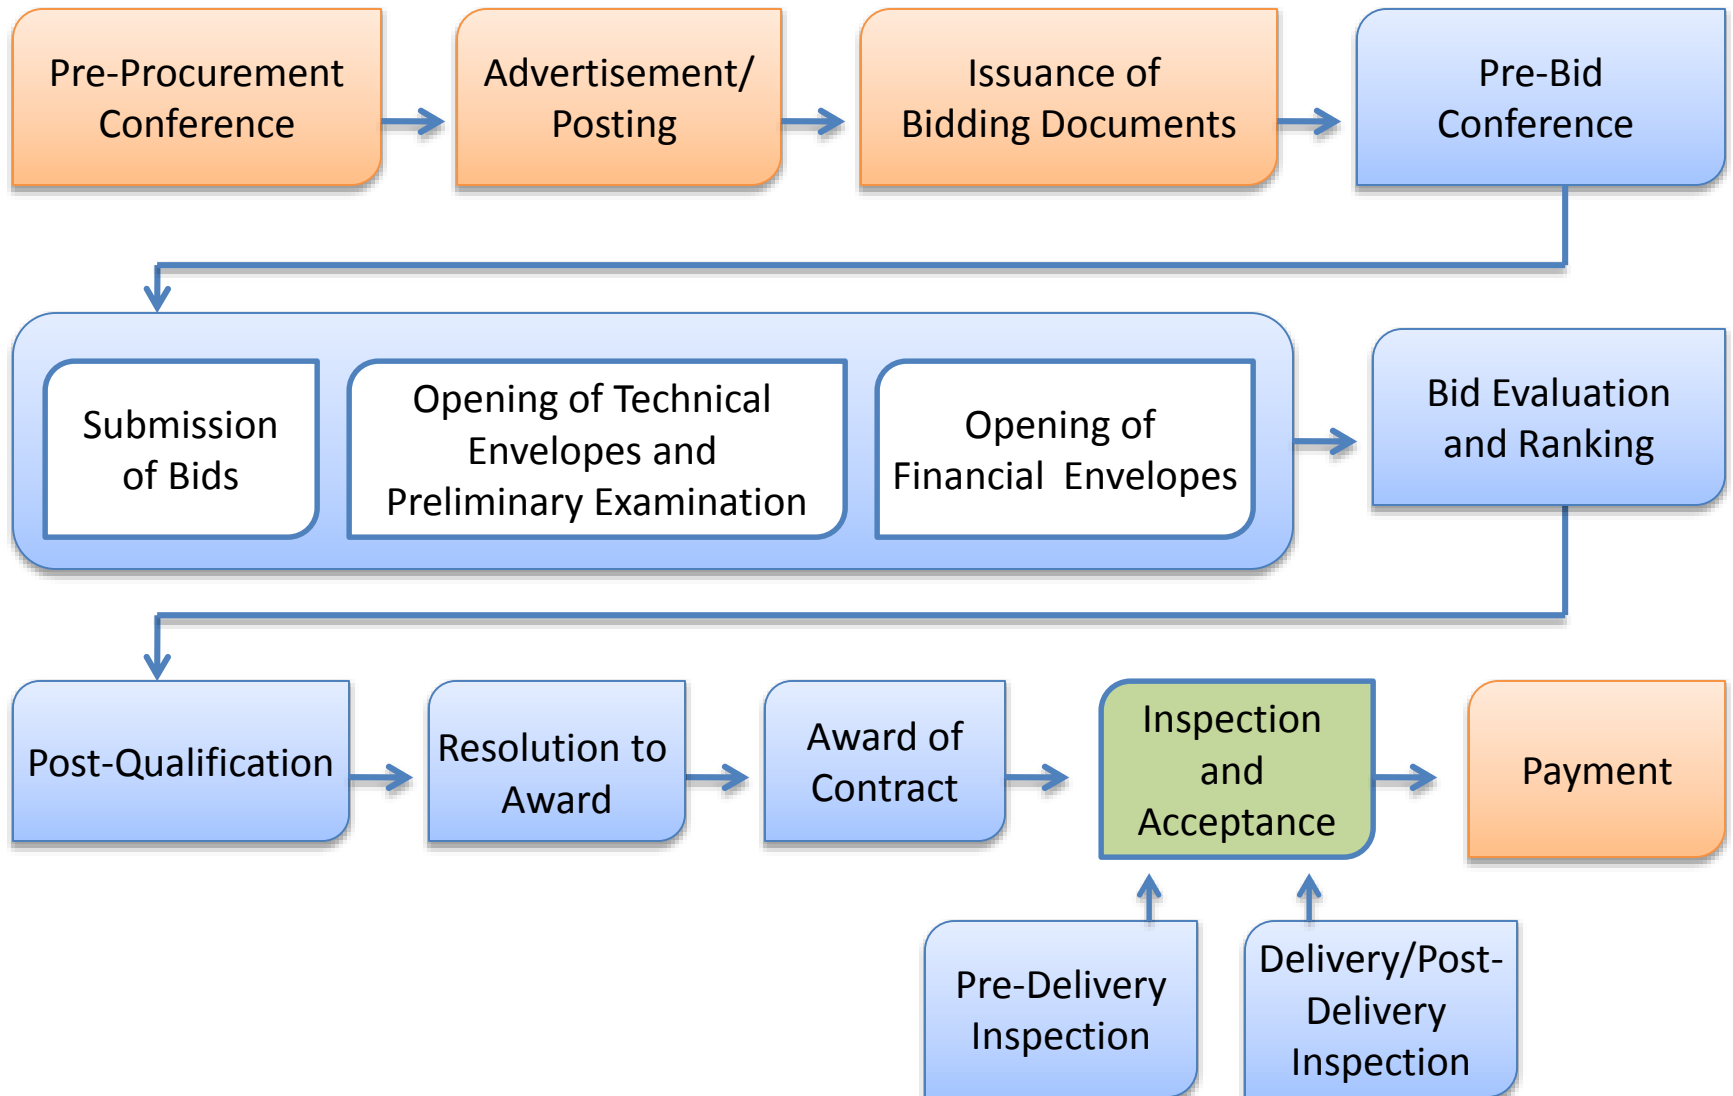 Pre-Procurement
Conference
Advertisement/
Posting
Issuance of
Bidding Documents
Pre-Bid
Conference
Submission
of Bids
Opening of Technical
Envelopes and
Preliminary Examination
Opening of
Financial  Envelopes
Bid Evaluation
and Ranking
Post-Qualification
Resolution to
Award
Award of
Contract
Inspection
and
Acceptance
Payment
Pre-Delivery
Inspection
Delivery/Post-
Delivery
Inspection